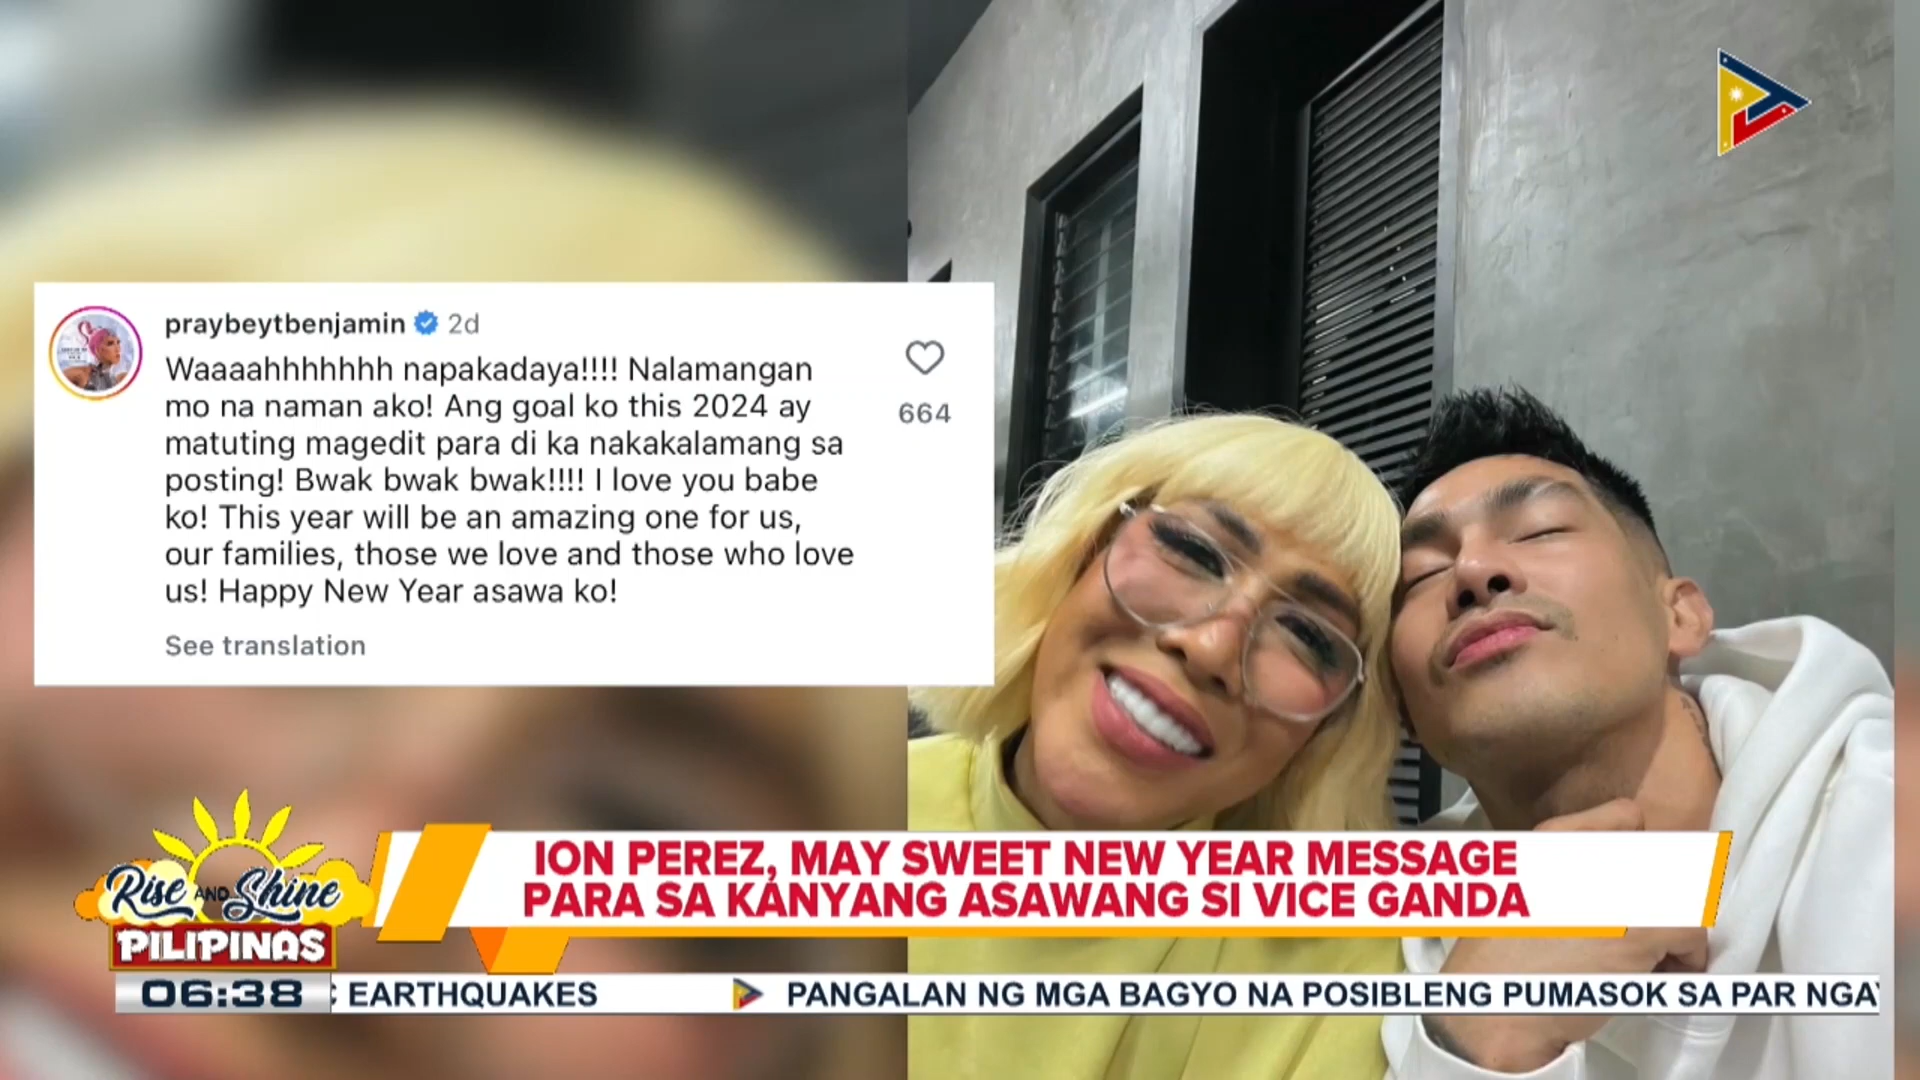 praybeytbenjamin 2d
Waaaahhhhhhh napakadaya!!!! Nalamangan
mo na naman ako! Ang goal ko this 2024 ay
matuting magedit para di ka nakakalamang sa
posting! Bwak bwak bwak!!!! I love you babe
ko! This year will be an amazing one for us,
our families, those we love and those who love
us! Happy New Year asawa ko!
664
See translation
ION PEREZ, MAY SWEET NEW YEAR MESSAGE
PARA SA KANYANG ASAWANG SI VICE GANDA
Rise AND Shine
PILIPINAS
06:38
EARTHQUAKES PANGALAN NG MGA BAGYO NA POSIBLENG PUMASOK SA PAR NGA